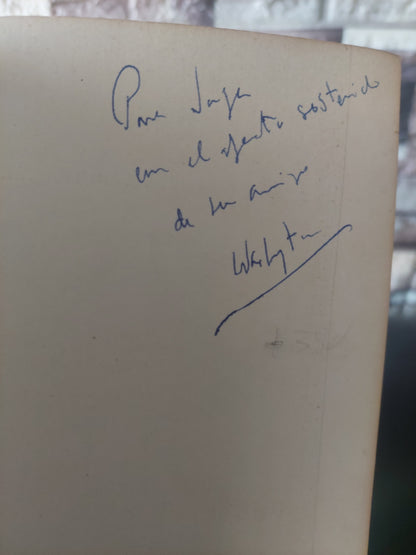 Para Jorge
con el afecto sostenido
de su amigo
Washington